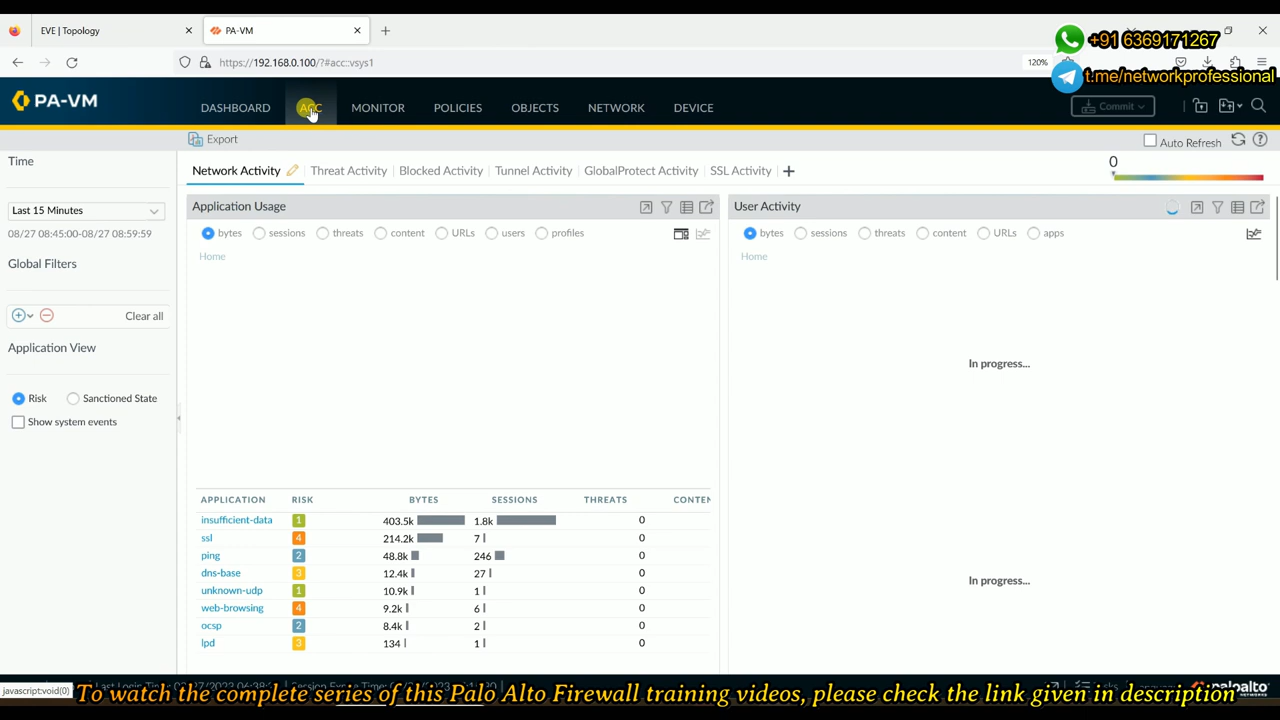 EVE | Topology
PA-VM
+91 6369171267
https://192.168.0.100/?#acc::vsys1
120%
t.me/networkprofessional
PA-VM
DASHBOARD
ACC
MONITOR
POLICIES
OBJECTS
NETWORK
DEVICE
Commit
Export
Auto Refresh
Time
Network Activity
Threat Activity
Blocked Activity
Tunnel Activity
GlobalProtect Activity
SSL Activity
0
Last 15 Minutes
08/27 08:45:00-08/27 08:59:59
Global Filters
Clear all
Application View
Risk
Sanctioned State
Show system events
Application Usage
bytes sessions threats content URLs users profiles
Home
APPLICATION RISK BYTES SESSIONS THREATS CONTEN
insufficient-data 1 403.5k 1.8k 0
ssl 4 214.2k 7 0
ping 2 48.8k 246 0
dns-base 3 12.4k 27 0
unknown-udp 1 10.9k 1 0
web-browsing 4 9.2k 6 0
ocsp 2 8.4k 2 0
lpd 3 134 1 0
User Activity
bytes sessions threats content URLs apps
Home
In progress...
In progress...
javascript:void(0)
To watch the complete series of this Palo Alto Firewall training videos, please check the link given in description